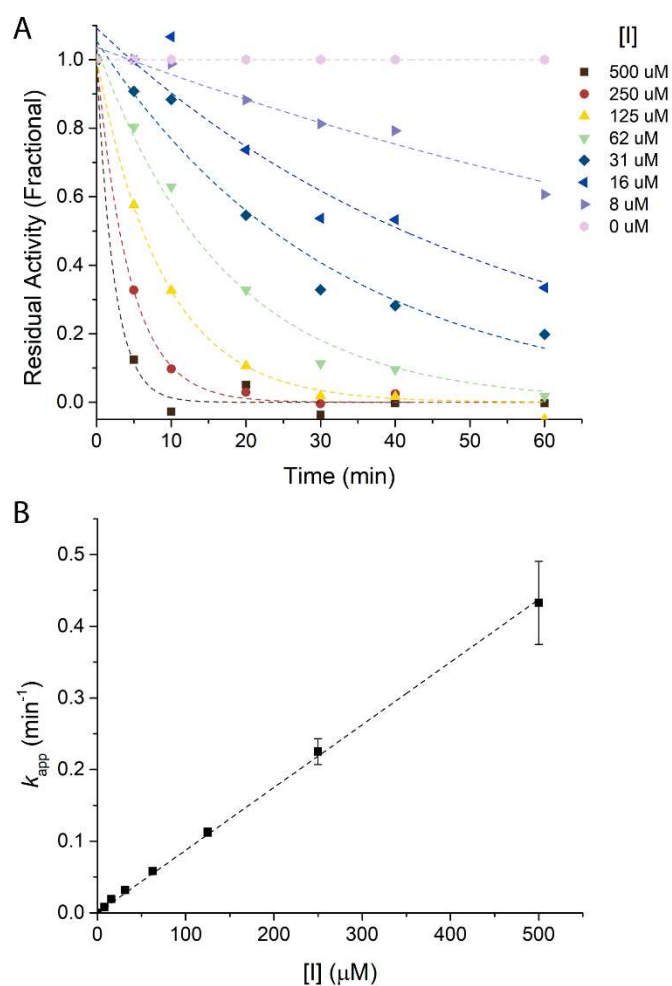 A
[I]
500 uM
250 uM
125 uM
62 uM
31 uM
16 uM
8 uM
0 uM
Residual Activity (Fractional)
1.0
0.8
0.6
0.4
0.2
0.0
0 10 20 30 40 50 60
Time (min)
B
kapp (min-1)
0.5
0.4
0.3
0.2
0.1
0.0
0 100 200 300 400 500
[I] (μM)